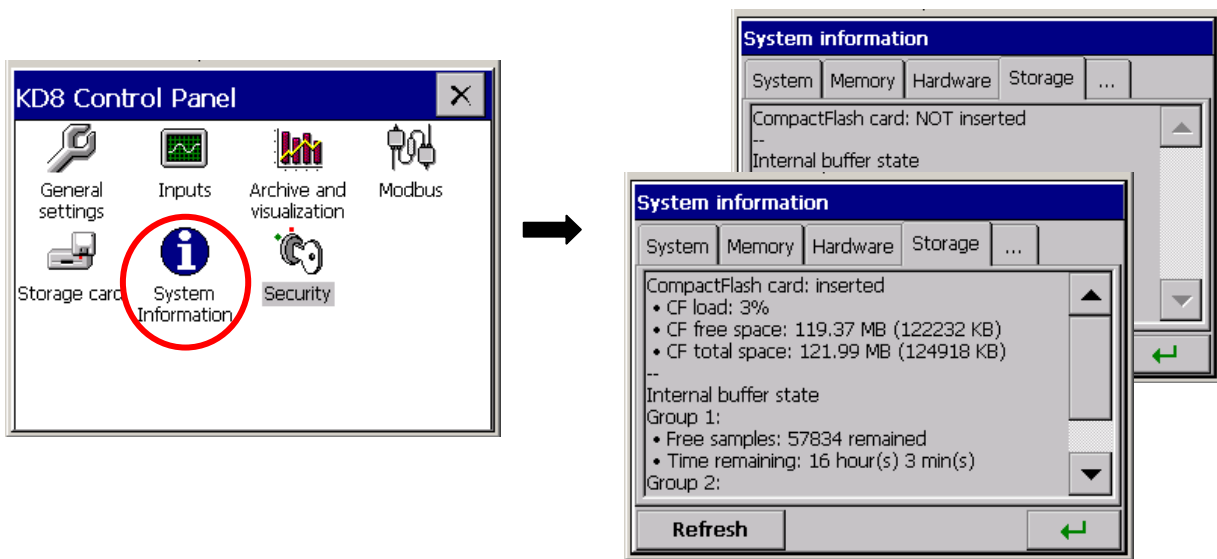 KD8 Control Panel
General settings
Inputs
Archive and visualization
Modbus
Storage card
System Information
Security
System information
System Memory Hardware Storage ...
CompactFlash card: NOT inserted
--
Internal buffer state
System information
System Memory Hardware Storage ...
CompactFlash card: inserted
• CF load: 3%
• CF free space: 119.37 MB (122232 KB)
• CF total space: 121.99 MB (124918 KB)
--
Internal buffer state
Group 1:
• Free samples: 57834 remained
• Time remaining: 16 hour(s) 3 min(s)
Group 2:
Refresh